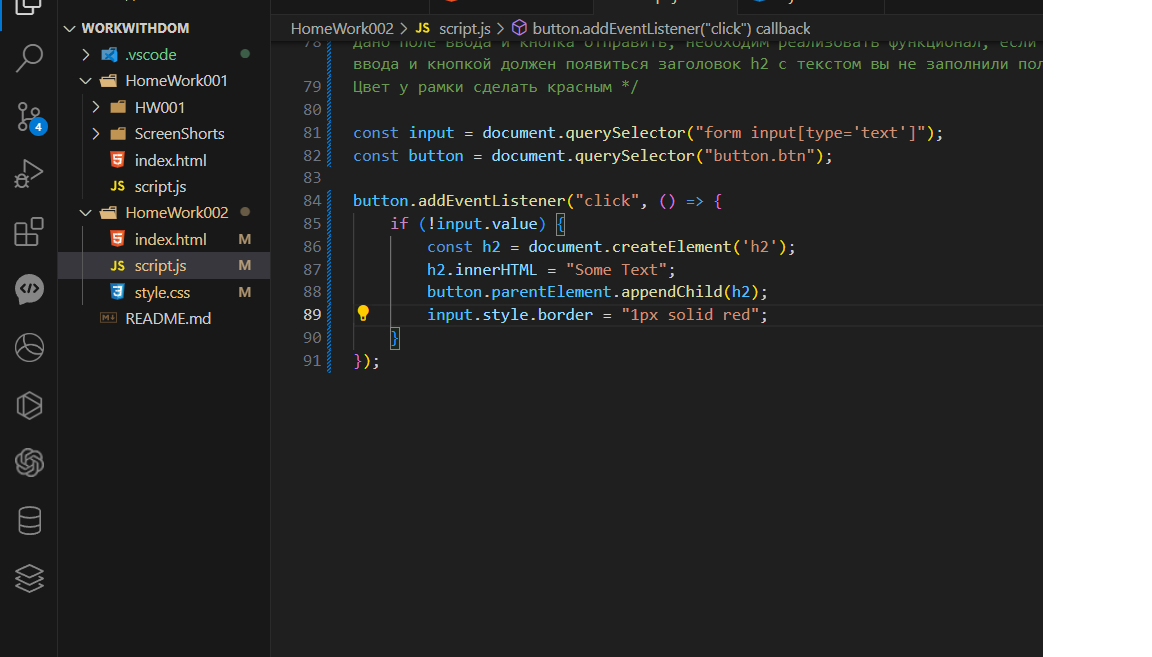 WORKWITHDOM
.vscode
HomeWork001
HW001
ScreenShorts
index.html
JS script.js
HomeWork002
index.html M
JS script.js M
style.css M
README.md
4
HomeWork002 > JS script.js > button.addEventListener("click") callback
78 дано поле ввода и кнопка отправить, необходим реализовать функционал, если
ввода и кнопкой должен появиться заголовок h2 с текстом вы не заполнили
79 Цвет у рамки сделать красным */
80
81 const input = document.querySelector("form input[type='text']");
82 const button = document.querySelector("button.btn");
83
84 button.addEventListener("click", () => {
85 if (!input.value) {
86 const h2 = document.createElement('h2');
87 h2.innerHTML = "Some Text";
88 button.parentElement.appendChild(h2);
89 input.style.border = "1px solid red";
90 }
91 });